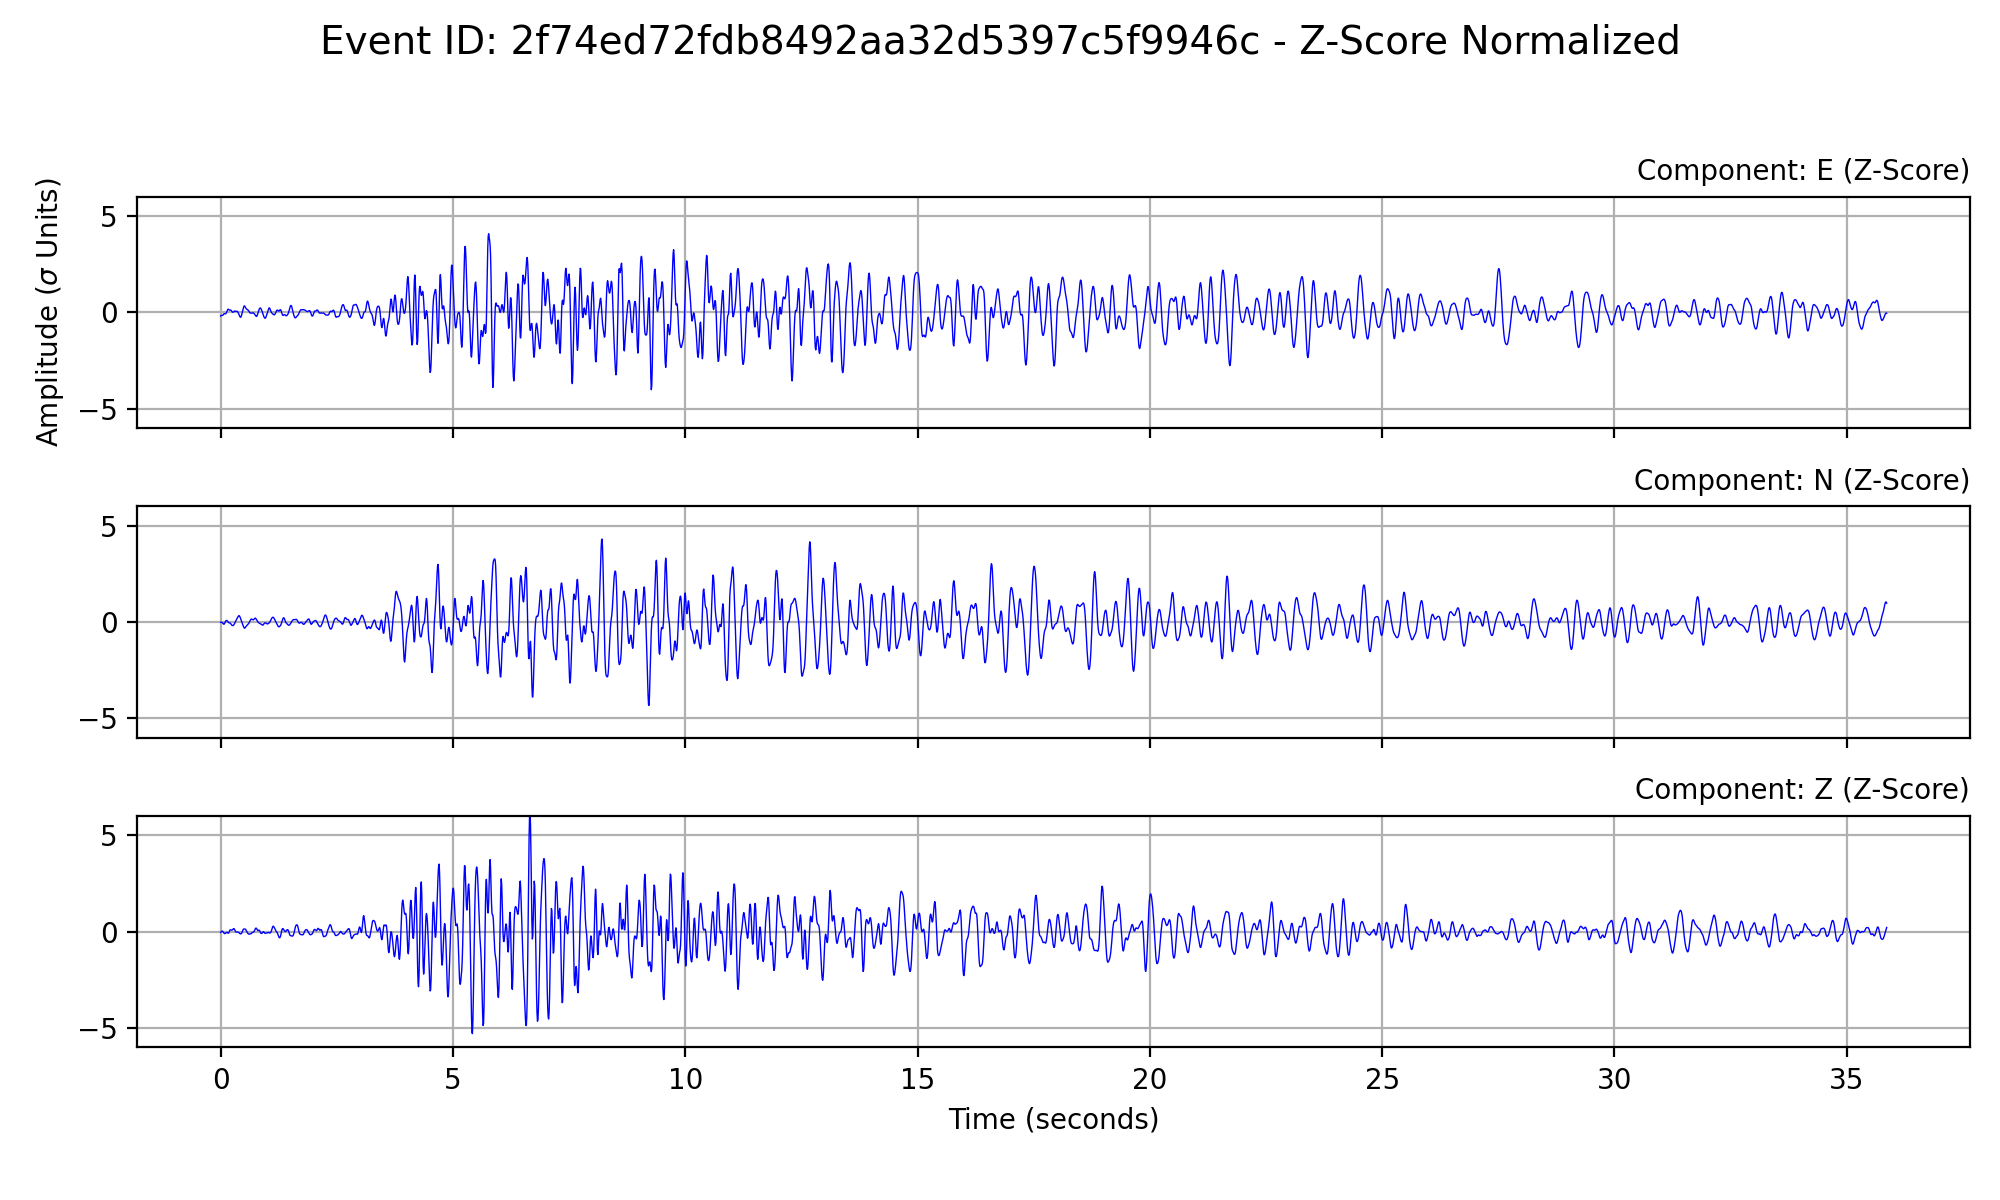 Event ID: 2f74ed72fdb8492aa32d5397c5f9946c - Z-Score Normalized
Component: E (Z-Score)
Amplitude (σ Units)
5
0
−5
Component: N (Z-Score)
5
0
−5
Component: Z (Z-Score)
5
0
−5
0 5 10 15 20 25 30 35
Time (seconds)